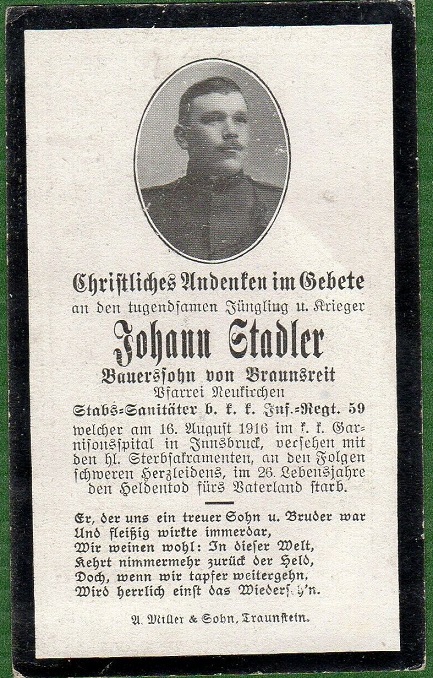 Christliches Andenken im Gebete
an den tugendsamen Jüngling u. Krieger
Johann Stadler
Bauerssohn von Braunsreit
Pfarrei Neukirchen
Stabs-Sanitäter b. k. k. Inf.-Regt. 59
welcher am 16. August 1916 im k. k. Gar-
nisonsspital in Innsbruck, versehen mit
den hl. Sterbsakramenten, an den Folgen
schweren Herzleidens, im 26. Lebensjahre
den Heldentod fürs Vaterland starb.
Er, der uns ein treuer Sohn u. Bruder war
Und fleißig wirkte immerdar,
Wir weinen wohl: In dieser Welt,
Kehrt nimmermehr zurück der Held,
Doch, wenn wir tapfer weitergehn,
Wird herrlich einst das Wiederseh'n.
A. Miller & Sohn, Traunstein.